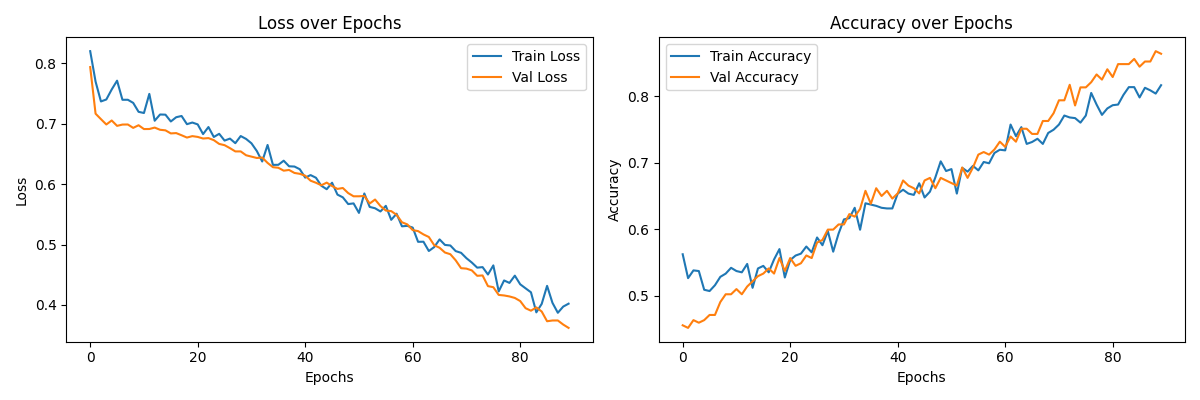 Loss over Epochs
Loss
0.8
0.7
0.6
0.5
0.4
Train Loss
Val Loss
0 20 40 60 80
Epochs
Accuracy over Epochs
Accuracy
0.8
0.7
0.6
0.5
Train Accuracy
Val Accuracy
0 20 40 60 80
Epochs